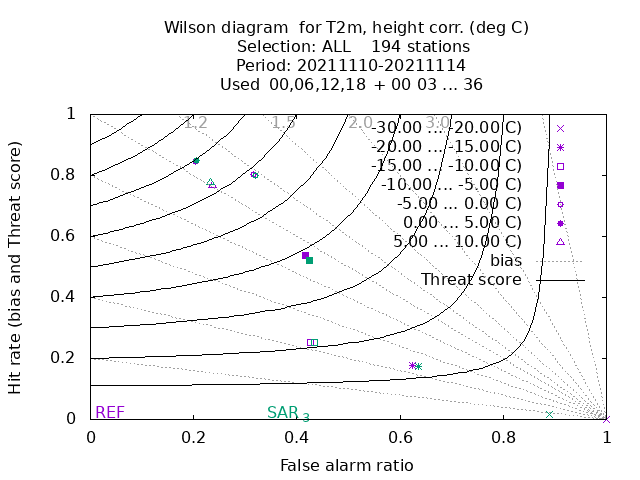 Wilson diagram  for T2m, height corr. (deg C)
Selection: ALL    194 stations
Period: 20211110-20211114
Used  00,06,12,18  + 00 03 ... 36
Hit rate (bias and Threat score)
1
0.8
0.6
0.4
0.2
0
1.2
1.5
2.0
3.0
-30.00 ... -20.00 C)
-20.00 ... -15.00 C)
-15.00 ... -10.00 C)
-10.00 ... -5.00 C)
-5.00 ... 0.00 C)
0.00 ... 5.00 C)
5.00 ... 10.00 C)
bias
Threat score
REF
SAR 3
0
0.2
0.4
0.6
0.8
1
False alarm ratio